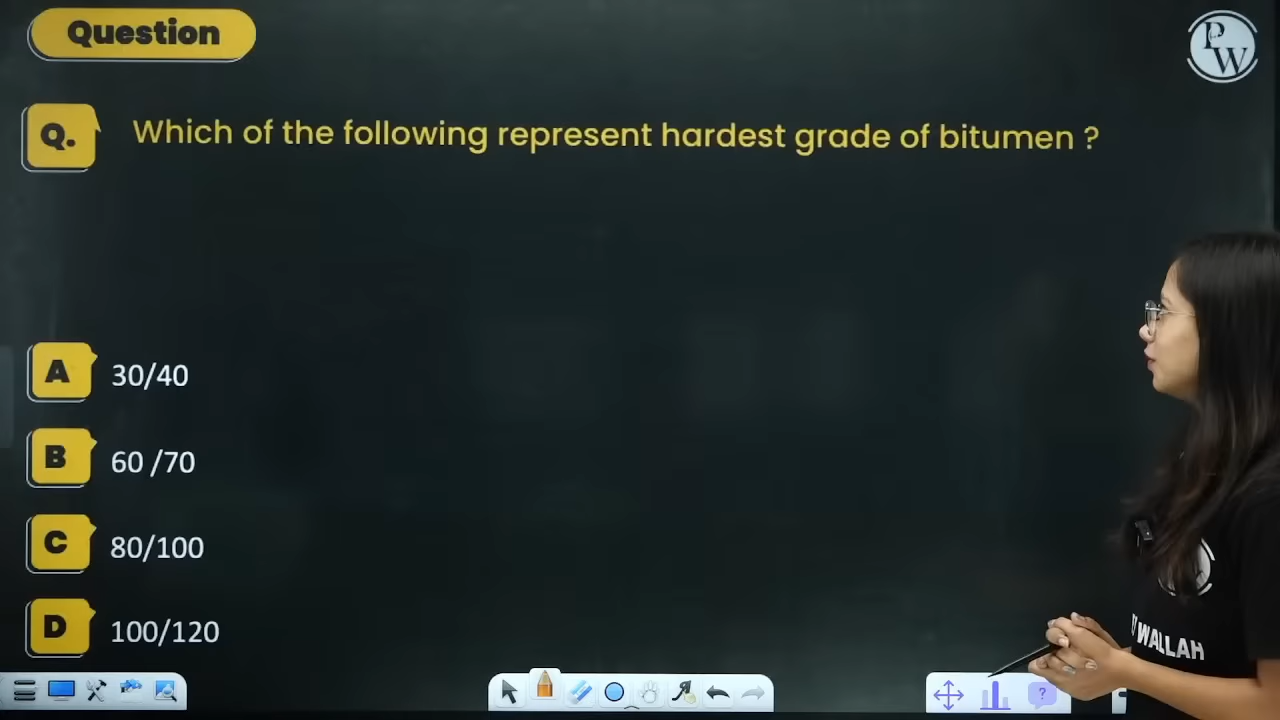 Question
PW
Q. Which of the following represent hardest grade of bitumen ?
A 30/40
B 60 /70
C 80/100
D 100/120
WALLAH
?